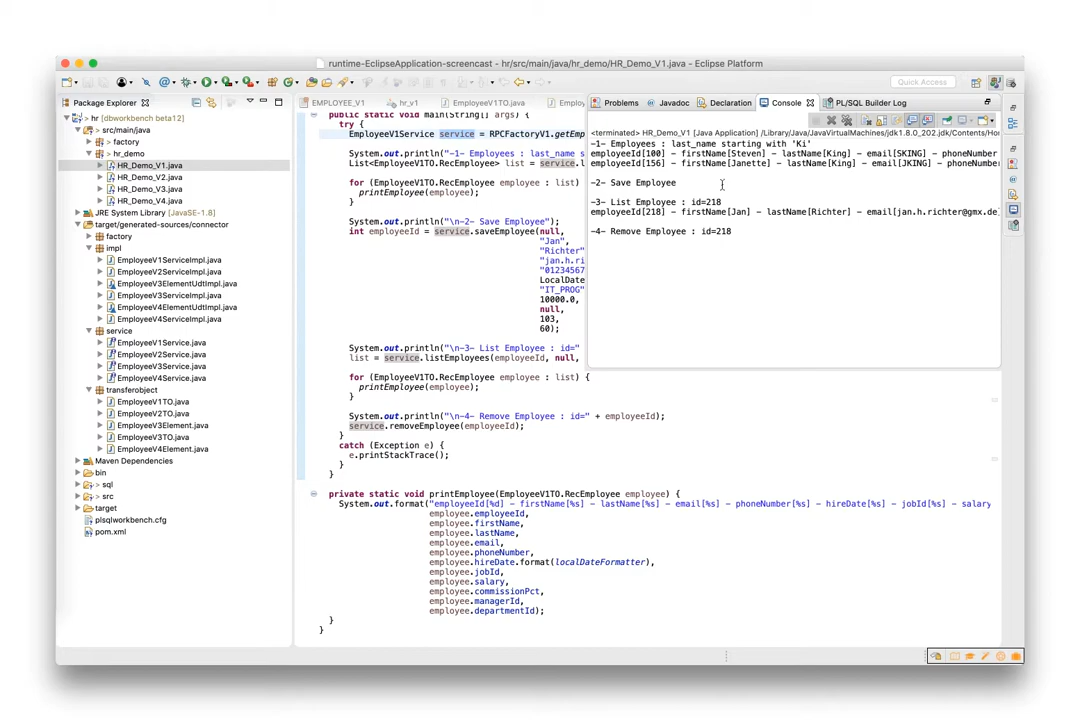 runtime-EclipseApplication-screencast - hr/src/main/java/hr_demo/HR_Demo_V1.java - Eclipse Platform
Quick Access
Package Explorer
hr [dbworkbench beta12]
src/main/java
factory
hr_demo
HR_Demo_V1.java
HR_Demo_V2.java
HR_Demo_V3.java
HR_Demo_V4.java
JRE System Library [JavaSE-1.8]
target/generated-sources/connector
factory
impl
EmployeeV1ServiceImpl.java
EmployeeV2ServiceImpl.java
EmployeeV3ElementUdtImpl.java
EmployeeV3ServiceImpl.java
EmployeeV4ElementUdtImpl.java
EmployeeV4ServiceImpl.java
service
EmployeeV1Service.java
EmployeeV2Service.java
EmployeeV3Service.java
EmployeeV4Service.java
transferobject
EmployeeV1TO.java
EmployeeV2TO.java
EmployeeV3Element.java
EmployeeV3TO.java
EmployeeV4Element.java
Maven Dependencies
bin
sql
src
target
plsqlworkbench.cfg
pom.xml
EMPLOYEE_V1 hr_v1 EmployeeV1TO.java Employ
public static void main(String[] args) {
try {
EmployeeV1Service service = RPCFactoryV1.getEmp
System.out.println("-1- Employees : last_name s
List<EmployeeV1TO.RecEmployee> list = service.
for (EmployeeV1TO.RecEmployee employee : list)
printEmployee(employee);
}
System.out.println("\n-2- Save Employee");
int employeeId = service.saveEmployee(null,
"Jan",
"Richter"
"jan.h.ri
"01234567
LocalDate
"IT_PROG"
10000.0,
null,
103,
60);
System.out.println("\n-3- List Employee : id="
list = service.listEmployees(employeeId, null,
for (EmployeeV1TO.RecEmployee employee : list) {
printEmployee(employee);
}
System.out.println("\n-4- Remove Employee : id=" + employeeId);
service.removeEmployee(employeeId);
}
catch (Exception e) {
e.printStackTrace();
}
}
private static void printEmployee(EmployeeV1TO.RecEmployee employee) {
System.out.format("employeeId[%d] - firstName[%s] - lastName[%s] - email[%s] - phoneNumber[%s] - hireDate[%s] - jobId[%s] - salary
employee.employeeId,
employee.firstName,
employee.lastName,
employee.email,
employee.phoneNumber,
employee.hireDate.format(localDateFormatter),
employee.jobId,
employee.salary,
employee.commissionPct,
employee.managerId,
employee.departmentId);
}
}
Problems Javadoc Declaration Console PL/SQL Builder Log
<terminated> HR_Demo_V1 [Java Application] /Library/Java/JavaVirtualMachines/jdk1.8.0_202.jdk/Contents/Ho
-1- Employees : last_name starting with 'Ki'
employeeId[100] - firstName[Steven] - lastName[King] - email[SKING] - phoneNumber
employeeId[156] - firstName[Janette] - lastName[King] - email[JKING] - phoneNumbe
-2- Save Employee
-3- List Employee : id=218
employeeId[218] - firstName[Jan] - lastName[Richter] - email[jan.h.richter@gmx.de
-4- Remove Employee : id=218